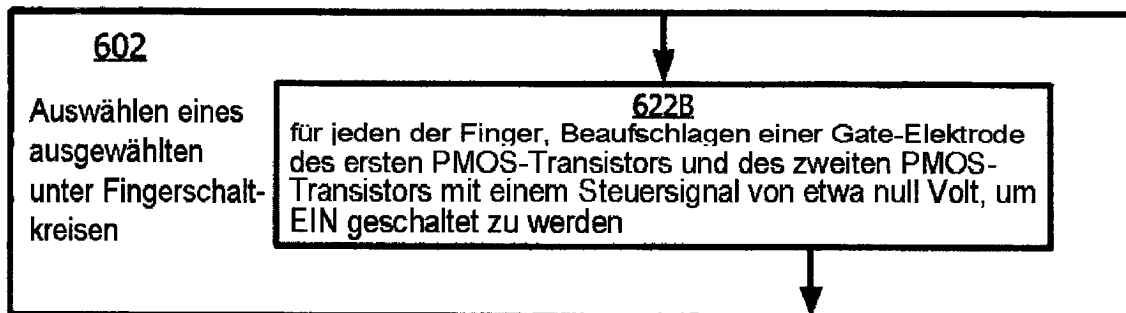 602
Auswählen eines
ausgewählten
unter Fingerschalt-
kreisen
622B
für jeden der Finger, Beaufschlagen einer Gate-Elektrode
des ersten PMOS-Transistors und des zweiten PMOS-
Transistors mit einem Steuersignal von etwa null Volt, um
EIN geschaltet zu werden